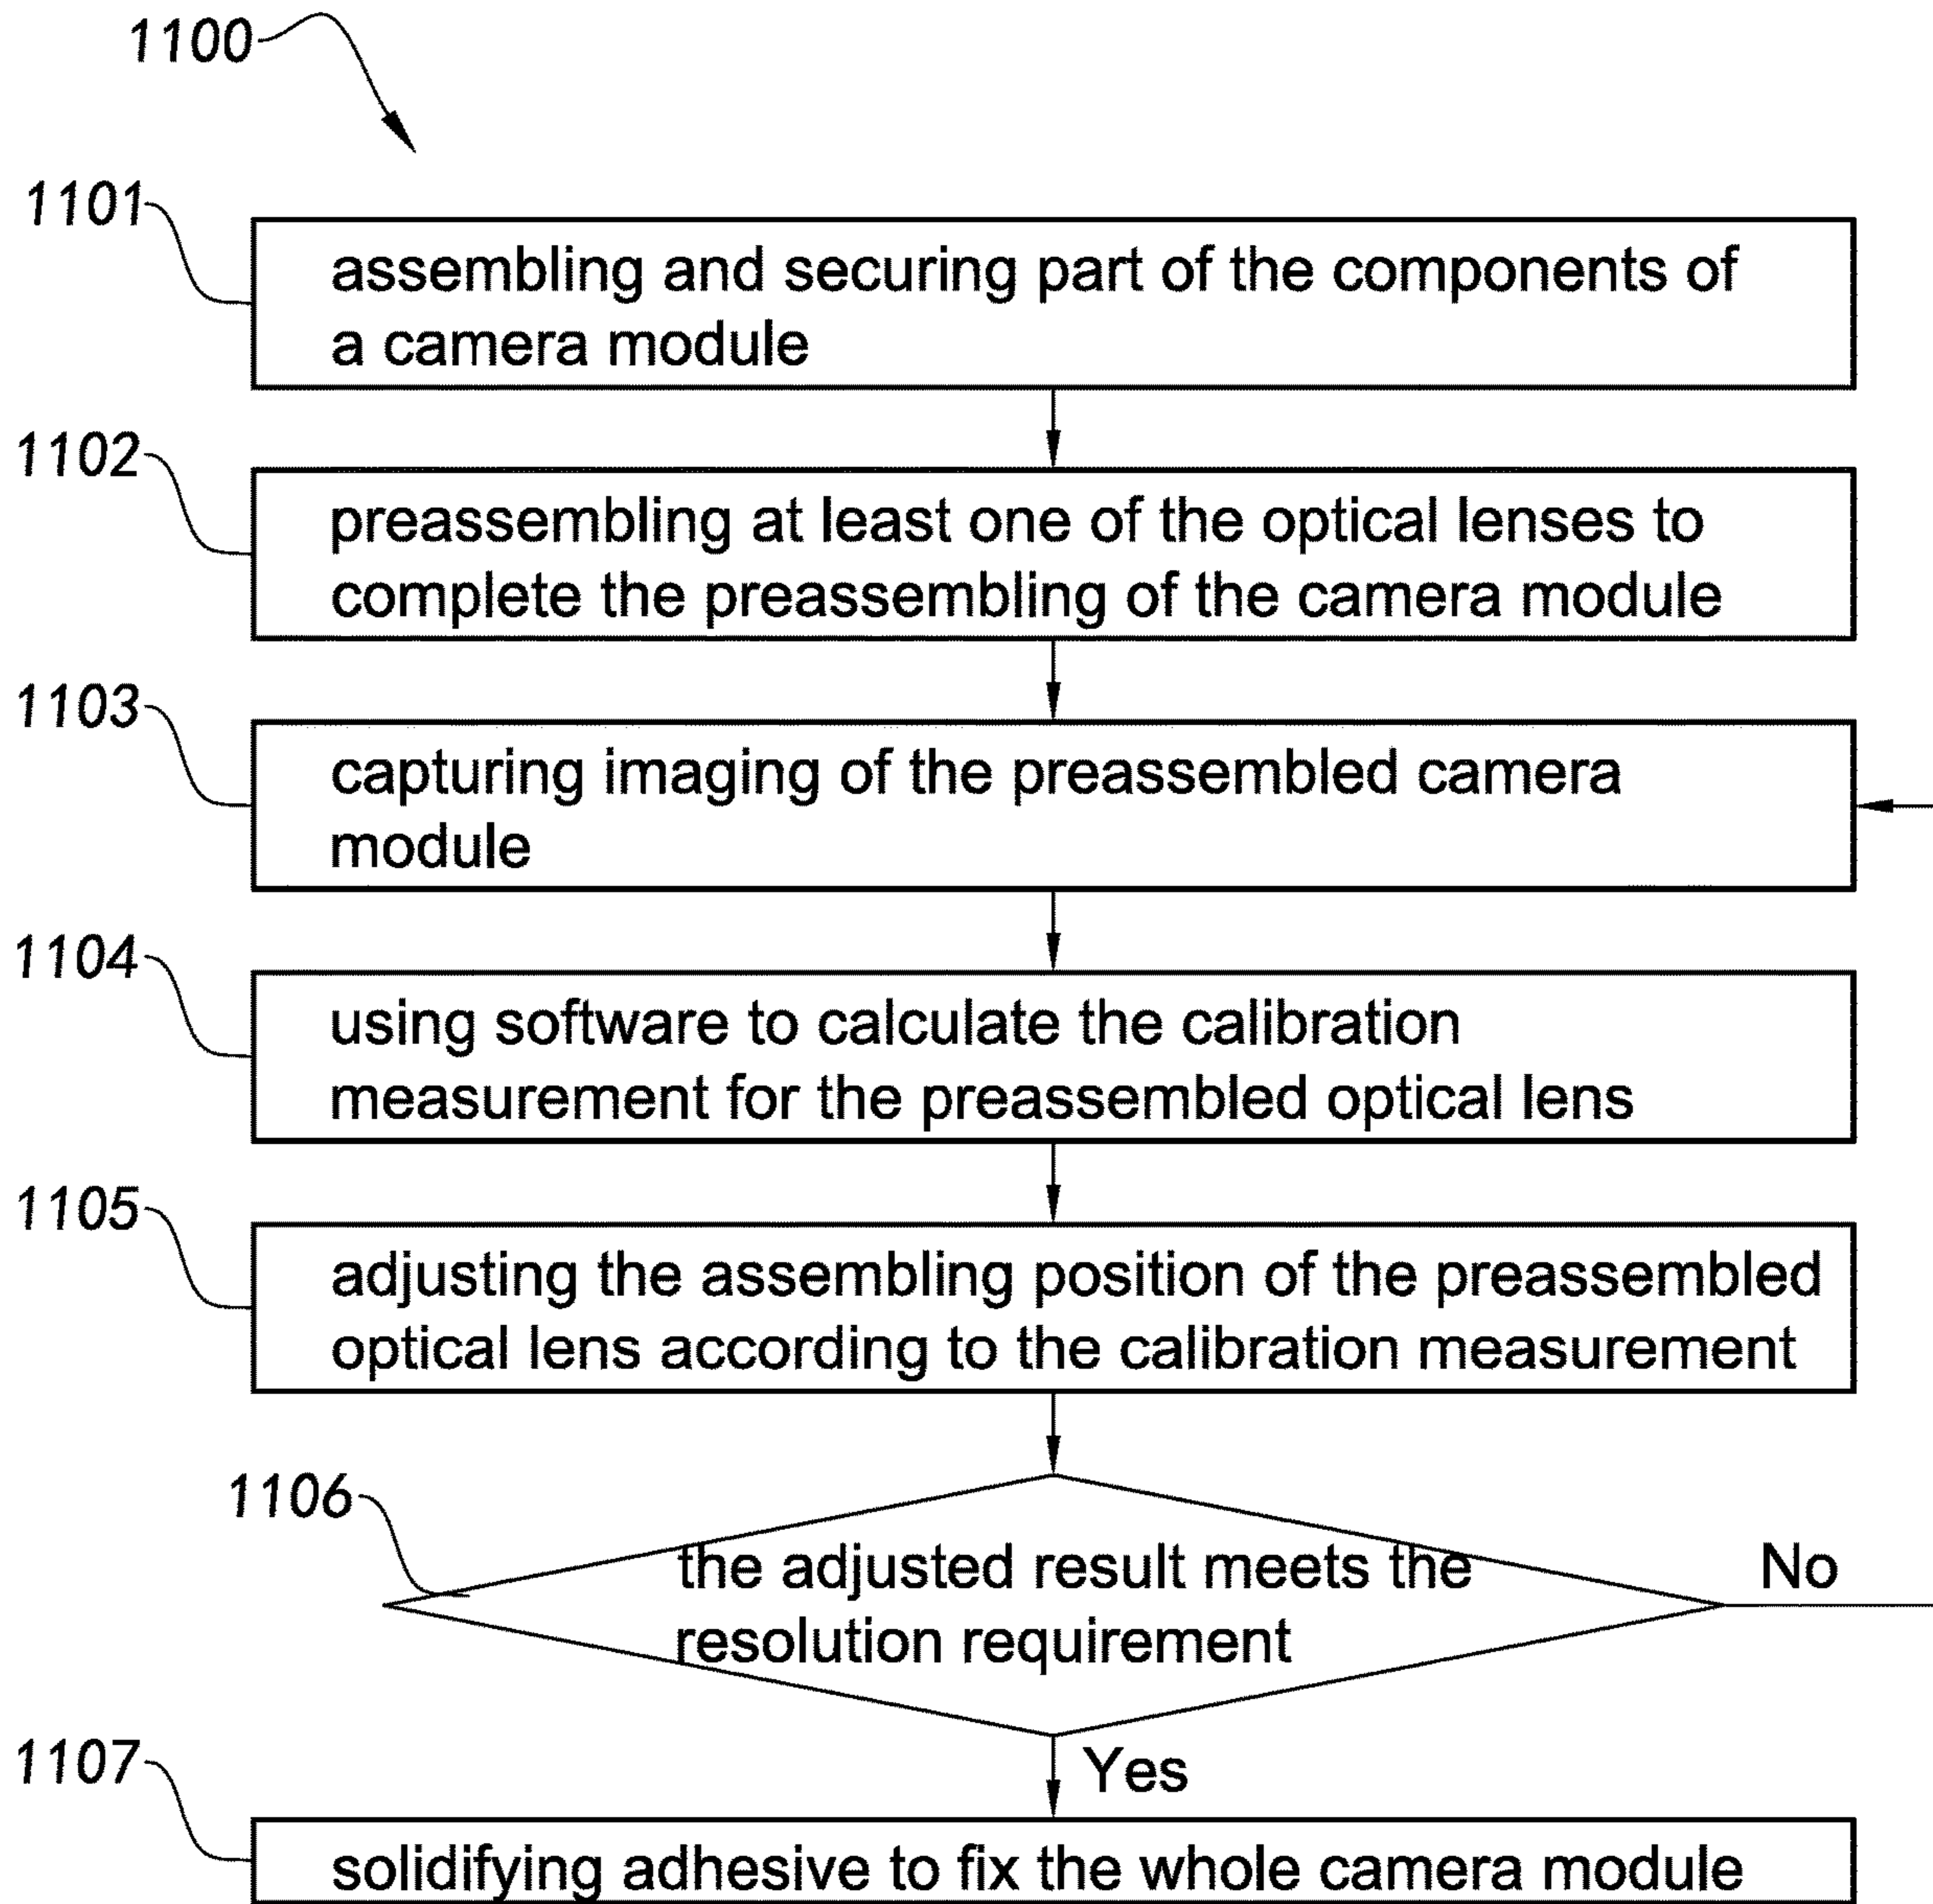 1100
1101
assembling and securing part of the components of
a camera module
1102
preassembling at least one of the optical lenses to
complete the preassembling of the camera module
1103
capturing imaging of the preassembled camera
module
1104
using software to calculate the calibration
measurement for the preassembled optical lens
1105
adjusting the assembling position of the preassembled
optical lens according to the calibration measurement
1106
the adjusted result meets the
resolution requirement
No
Yes
1107
solidifying adhesive to fix the whole camera module